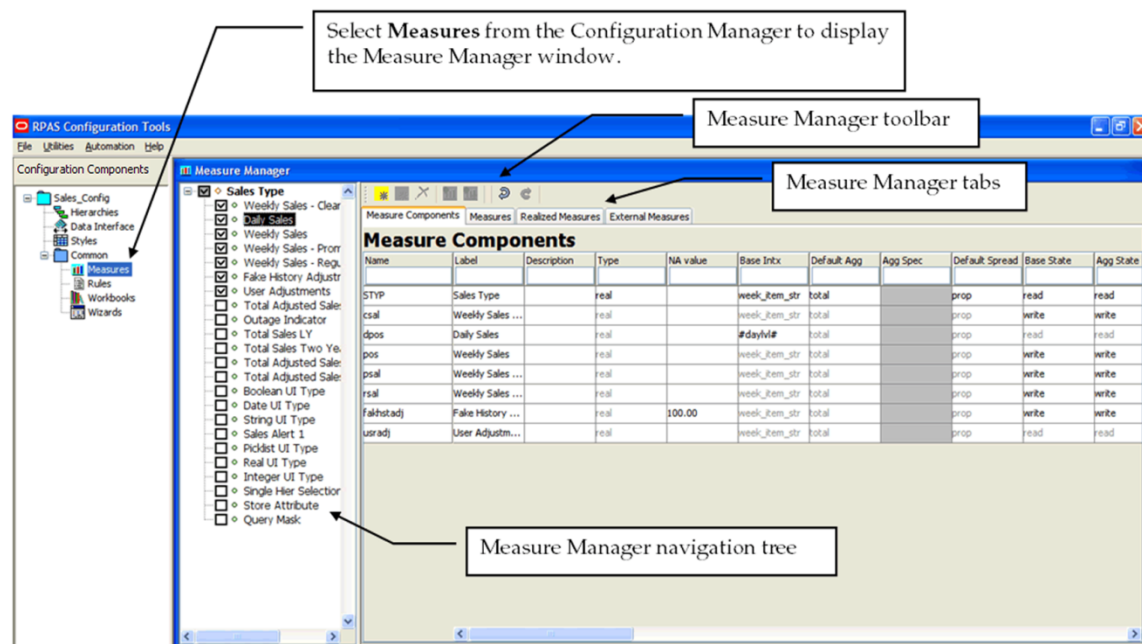 Select Measures from the Configuration Manager to display
the Measure Manager window.
Measure Manager toolbar
RPAS Configuration Tools
File Utilities Automation Help
Measure Manager tabs
Configuration Components
Measure Manager
Sales_Config
Hierarchies
Data Interface
Styles
Common
Measures
Rules
Workbooks
Wizards
Sales Type
Weekly Sales - Clear
Daily Sales
Weekly Sales
Weekly Sales - Prom
Weekly Sales - Regu
Fake History Adjustr
User Adjustments
Total Adjusted Sale
Outage Indicator
Total Sales LY
Total Sales Two Ye
Total Adjusted Sale
Total Adjusted Sale
Boolean UI Type
Date UI Type
String UI Type
Sales Alert 1
Picklist UI Type
Real UI Type
Integer UI Type
Single Hier Selection
Store Attribute
Query Mask
Measure Components Measures Realized Measures External Measures
Measure Components
Name Label Description Type NA value Base Intx Default Agg Agg Spec Default Spread Base State Agg State
STYP Sales Type real week_item_str total prop read read
csal Weekly Sales ... real week_item_str total prop write write
dpos Daily Sales real #daylvl# total prop read read
pos Weekly Sales real week_item_str total prop write write
psal Weekly Sales ... real week_item_str total prop write write
rsal Weekly Sales ... real week_item_str total prop write write
fakhstadj Fake History ... real 100.00 week_item_str total prop write write
usradj User Adjustm... real week_item_str total prop read read
Measure Manager navigation tree